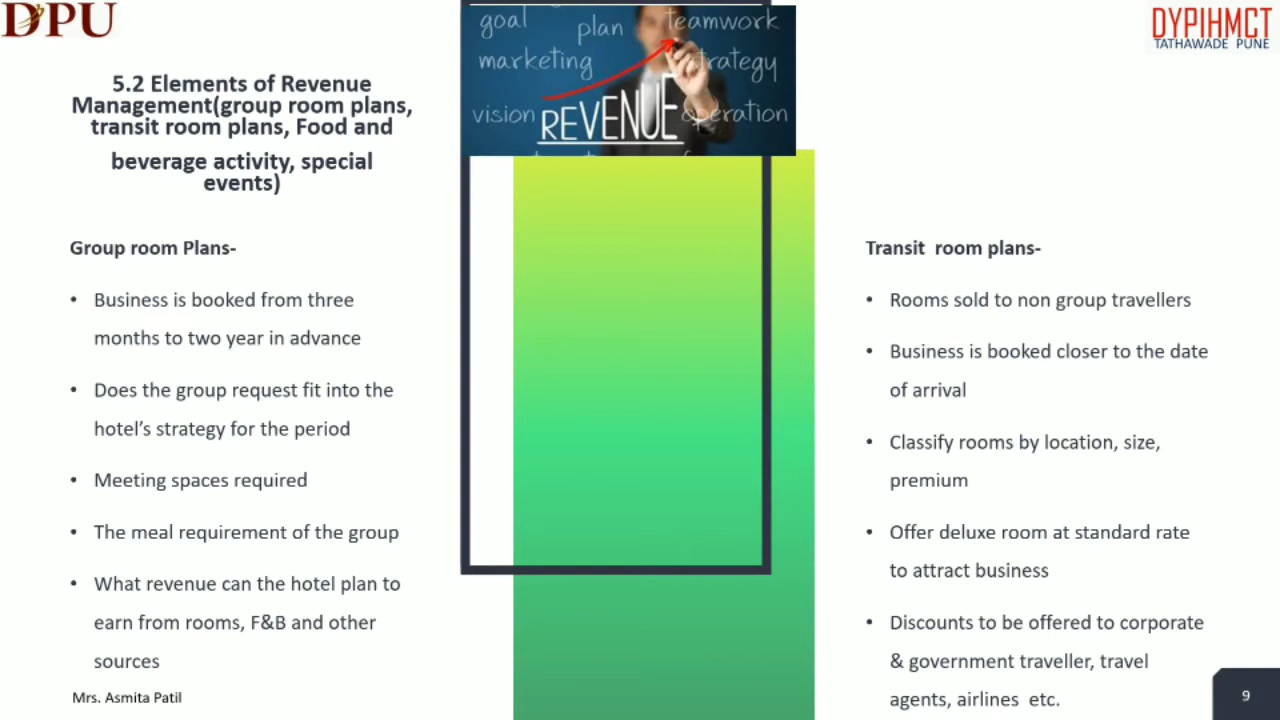 DPU
goal
plan
teamwork
marketing
strategy
vision
REVENUE
operation
DYPIHMCT
TATHAWADE PUNE
5.2 Elements of Revenue
Management(group room plans,
transit room plans, Food and
beverage activity, special
events)
Group room Plans-
• Business is booked from three
months to two year in advance
• Does the group request fit into the
hotel’s strategy for the period
• Meeting spaces required
• The meal requirement of the group
• What revenue can the hotel plan to
earn from rooms, F&B and other
sources
Mrs. Asmita Patil
Transit room plans-
• Rooms sold to non group travellers
• Business is booked closer to the date
of arrival
• Classify rooms by location, size,
premium
• Offer deluxe room at standard rate
to attract business
• Discounts to be offered to corporate
& government traveller, travel
agents, airlines etc.
9